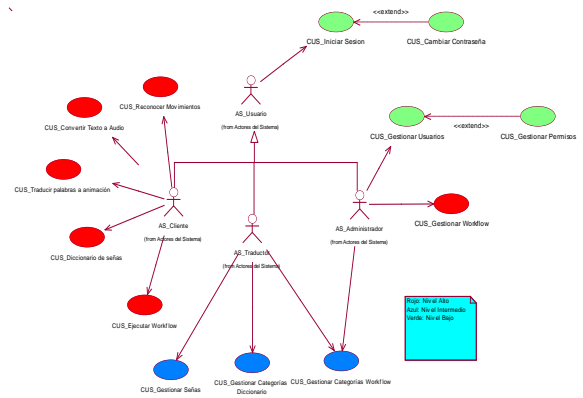 <<extend>>
CUS_Iniciar Sesion
CUS_Cambiar Contraseña
CUS_Reconocer Movimientos
AS_Usuario
(from Actores del Sistema)
CUS_Convertir Texto a Audio
CUS_Gestionar Usuarios
<<extend>>
CUS_Gestionar Permisos
CUS_Traducir palabras a animación
AS_Cliente
(from Actores del Sistema)
AS_Traductor
(from Actores del Sistema)
AS_Administrador
(from Actores del Sistema)
CUS_Gestionar Workflow
CUS_Diccionario de señas
CUS_Ejecutar Workflow
Rojo: Nivel Alto
Azul: Nivel Intermedio
Verde: Nivel Bajo
CUS_Gestionar Señas
CUS_Gestionar Categorías
Diccionario
CUS_Gestionar Categorías Workflow